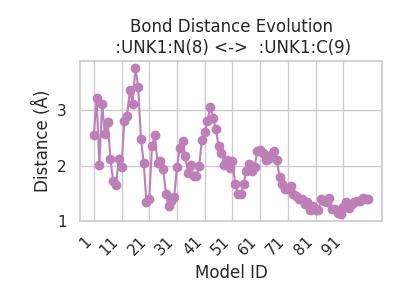 Bond Distance Evolution
:UNK1:N(8) <-> :UNK1:C(9)
Distance (Å)
3
2
1
1 11 21 31 41 51 61 71 81 91
Model ID